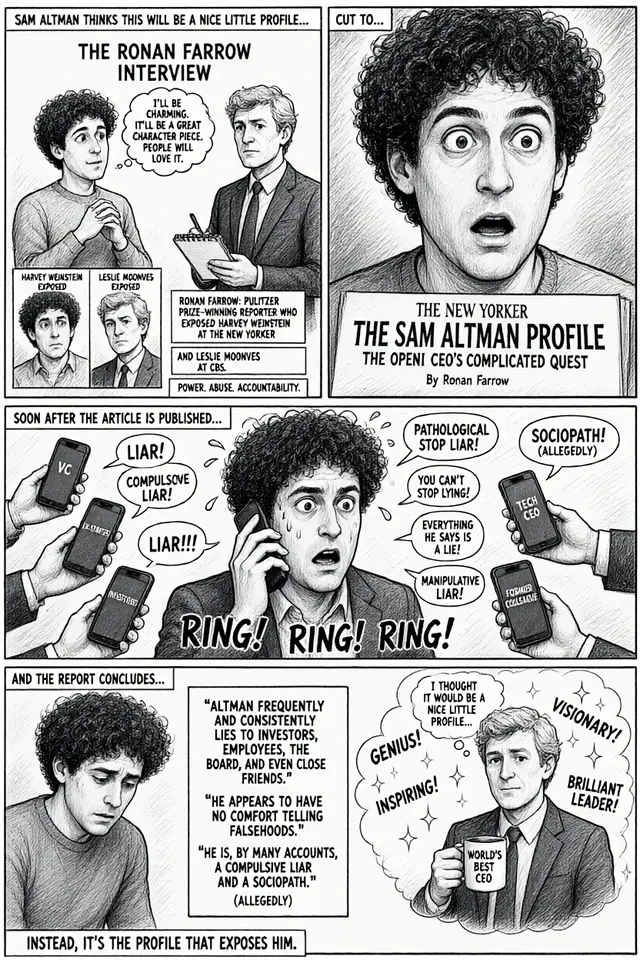 SAM ALTMAN THINKS THIS WILL BE A NICE LITTLE PROFILE...
THE RONAN FARROW
INTERVIEW
I'LL BE
CHARMING.
IT'LL BE A GREAT
CHARACTER PIECE.
PEOPLE WILL
LOVE IT.
HARVEY WEINSTEIN
EXPOSED
LESLIE MOONVES
EXPOSED
RONAN FARROW: PULITZER
PRIZE-WINNING REPORTER WHO
EXPOSED HARVEY WEINSTEIN
AT THE NEW YORKER
AND LESLIE MOONVES
AT CBS.
POWER. ABUSE. ACCOUNTABILITY.
CUT TO...
THE NEW YORKER
THE SAM ALTMAN PROFILE
THE OPENI CEO'S COMPLICATED QUEST
By Ronan Farrow
SOON AFTER THE ARTICLE IS PUBLISHED...
VC
LIAR!
COMPULSOVE
LIAR!
LIAR!!!
PATHOLOGICAL
STOP LIAR!
YOU CAN'T
STOP LYING!
EVERYTHING
HE SAYS IS
A LIE!
MANIPULATIVE
LIAR!
SOCIOPATH!
(ALLEGEDLY)
TECH
CEO
RING! RING! RING!
AND THE REPORT CONCLUDES...
"ALTMAN FREQUENTLY
AND CONSISTENTLY
LIES TO INVESTORS,
EMPLOYEES, THE
BOARD, AND EVEN CLOSE
FRIENDS."
"HE APPEARS TO HAVE
NO COMFORT TELLING
FALSEHOODS."
"HE IS, BY MANY ACCOUNTS,
A COMPULSIVE LIAR
AND A SOCIOPATH."
(ALLEGEDLY)
I THOUGHT
IT WOULD BE A
NICE LITTLE
PROFILE...
GENIUS!
INSPIRING!
VISIONARY!
BRILLIANT
LEADER!
WORLD'S
BEST
CEO
INSTEAD, IT'S THE PROFILE THAT EXPOSES HIM.